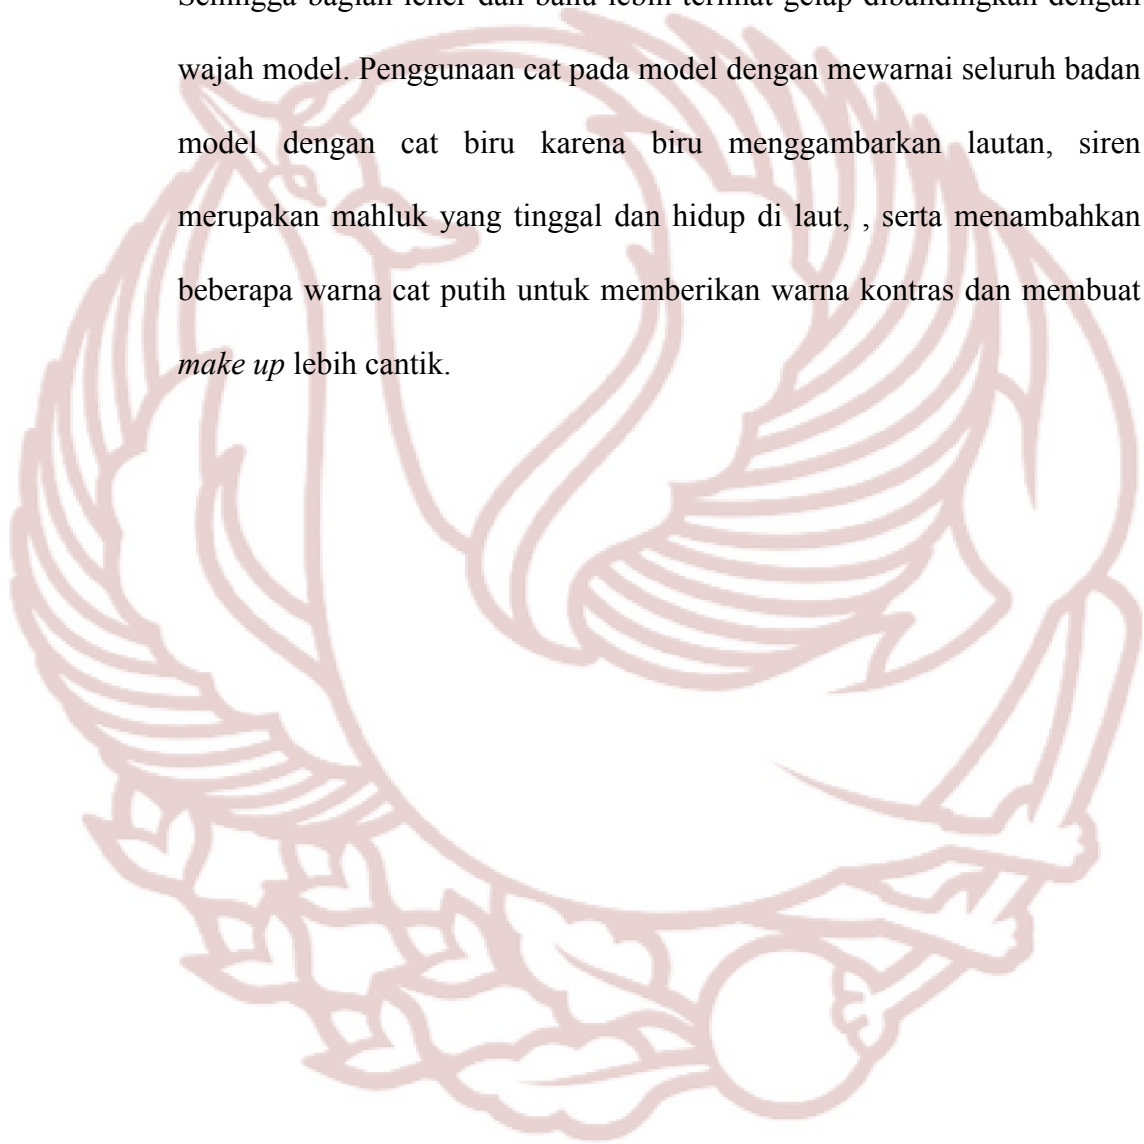 Sehingga bagian leher dan bahu lebih terlihat gelap dibandingkan dengan
wajah model. Penggunaan cat pada model dengan mewarnai seluruh badan
model dengan cat biru karena biru menggambarkan lautan, siren
merupakan mahluk yang tinggal dan hidup di laut, , serta menambahkan
beberapa warna cat putih untuk memberikan warna kontras dan membuat
make up lebih cantik.